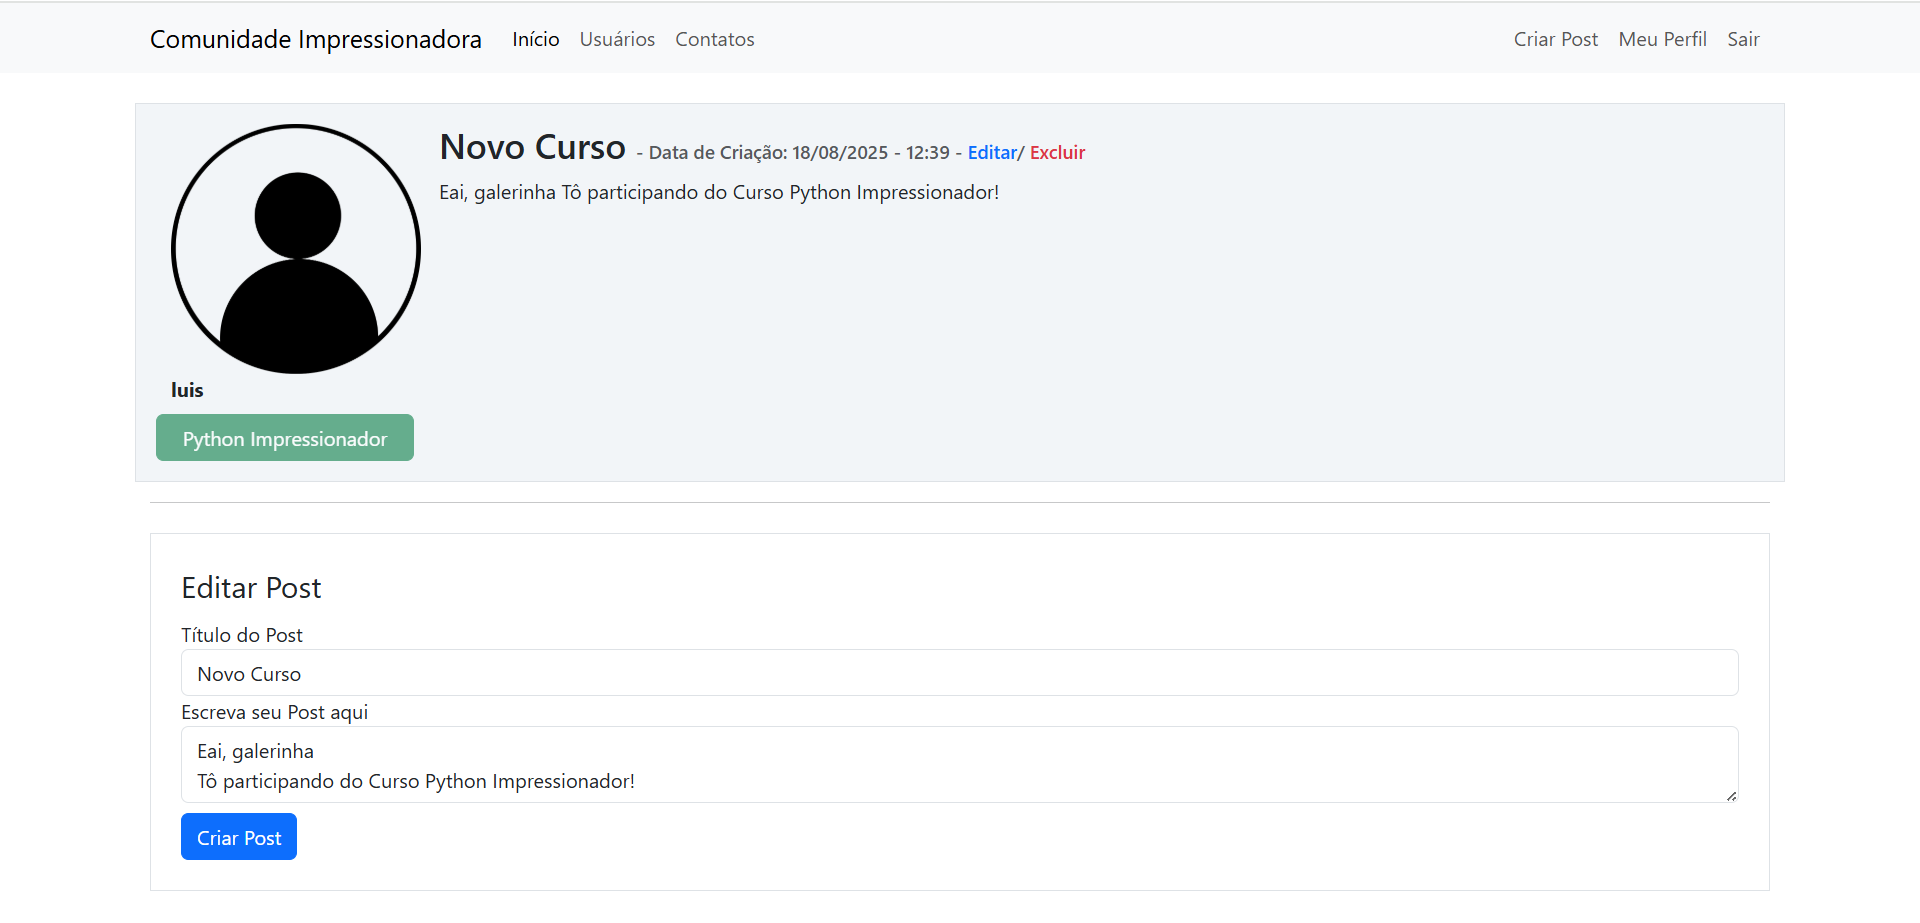 Comunidade Impressionadora Início Usuários Contatos Criar Post Meu Perfil Sair
Novo Curso - Data de Criação: 18/08/2025 - 12:39 - Editar/ Excluir
Eai, galerinha Tô participando do Curso Python Impressionador!
luis
Python Impressionador
Editar Post
Título do Post
Novo Curso
Escreva seu Post aqui
Eai, galerinha
Tô participando do Curso Python Impressionador!
Criar Post